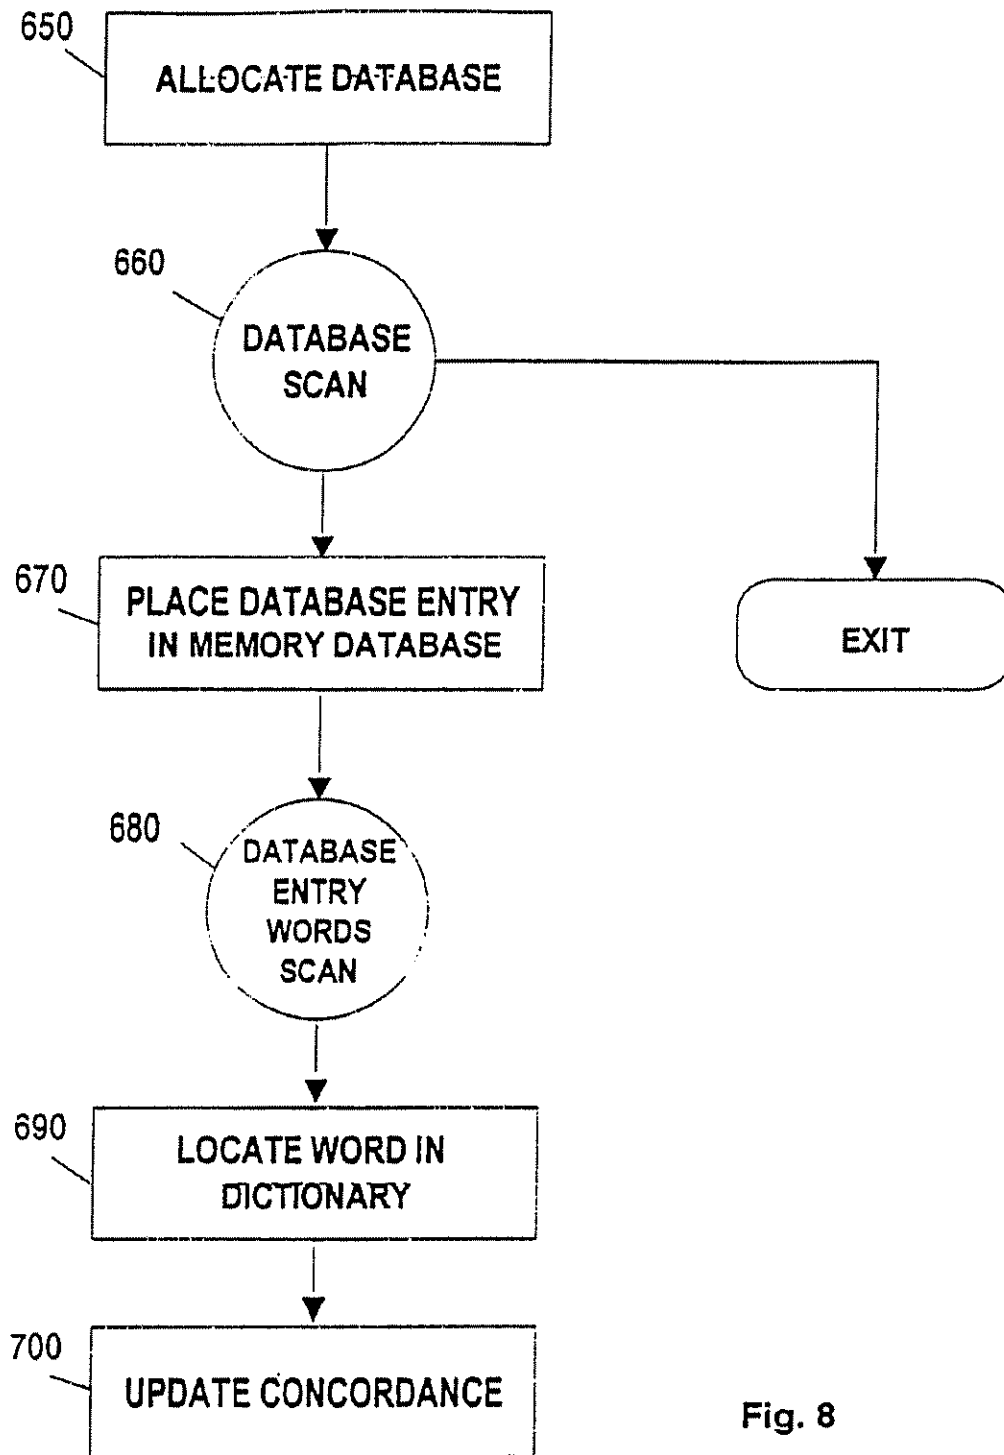 650
ALLOCATE DATABASE
660
DATABASE
SCAN
670
PLACE DATABASE ENTRY
IN MEMORY DATABASE
EXIT
680
DATABASE
ENTRY
WORDS
SCAN
690
LOCATE WORD IN
DICTIONARY
700
UPDATE CONCORDANCE
Fig. 8